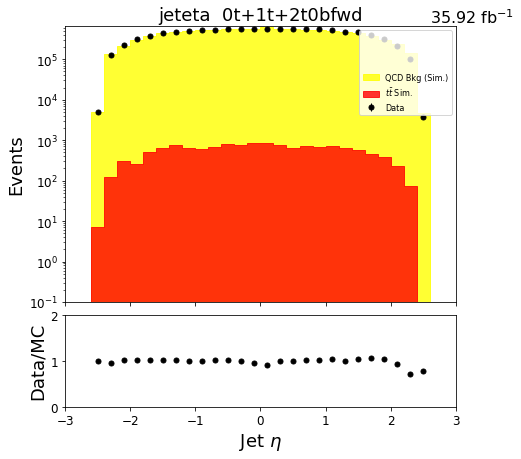 jeteta 0t+1t+2t0bfwd
35.92 fb⁻¹
QCD Bkg (Sim.)
tt̄ Sim.
Data
Events
10⁵
10⁴
10³
10²
10¹
10⁰
10⁻¹
Data/MC
2
1
0
−3 −2 −1 0 1 2 3
Jet η